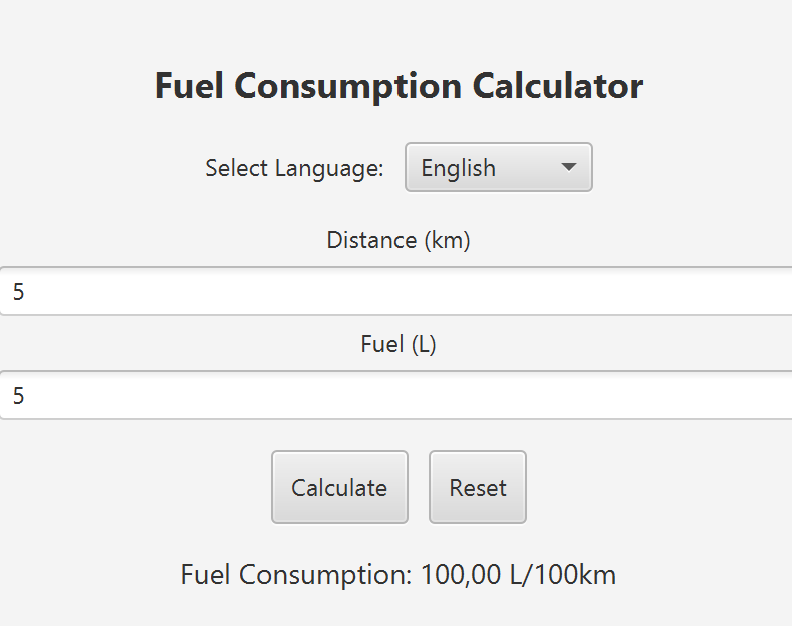 Fuel Consumption Calculator
Select Language: English
Distance (km)
5
Fuel (L)
5
Calculate Reset
Fuel Consumption: 100,00 L/100km